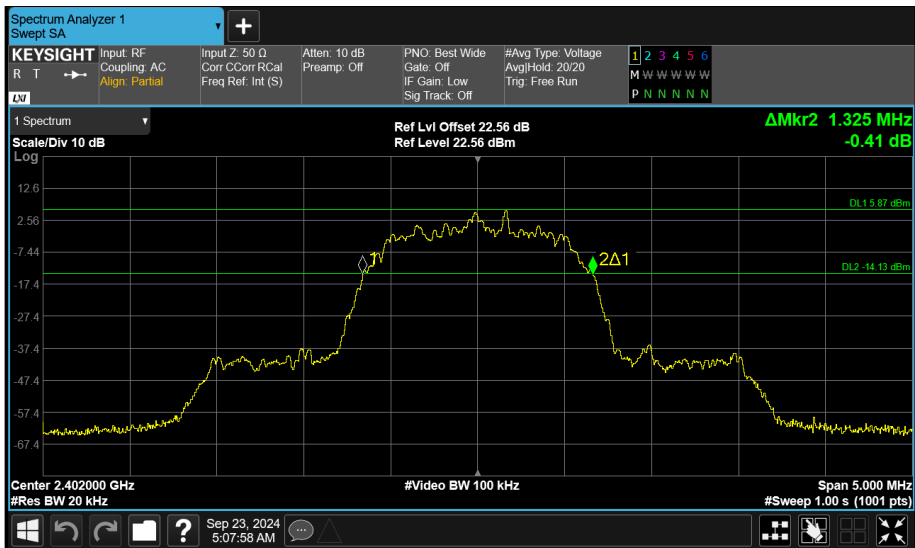 Spectrum Analyzer 1
Swept SA
+
KEYSIGHT
R T
LXI
Input: RF
Coupling: AC
Align: Partial
Input Z: 50 Ω
Corr CCorr RCal
Freq Ref: Int (S)
Atten: 10 dB
Preamp: Off
PNO: Best Wide
Gate: Off
IF Gain: Low
Sig Track: Off
#Avg Type: Voltage
Avg|Hold: 20/20
Trig: Free Run
1 2 3 4 5 6
M W W W W W
P N N N N N
1 Spectrum
Scale/Div 10 dB
Ref Lvl Offset 22.56 dB
Ref Level 22.56 dBm
ΔMkr2 1.325 MHz
-0.41 dB
Log
12.6
2.56
-7.44
-17.4
-27.4
-37.4
-47.4
-57.4
-67.4
DL1 5.87 dBm
1
2Δ1
DL2 -14.13 dBm
Center 2.402000 GHz
#Video BW 100 kHz
Span 5.000 MHz
#Res BW 20 kHz
#Sweep 1.00 s (1001 pts)
?
Sep 23, 2024
5:07:58 AM